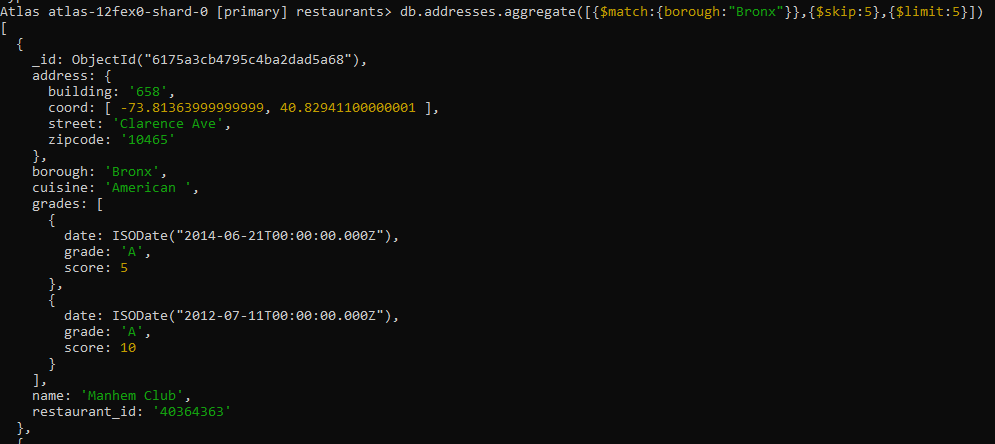 Atlas atlas-12fex0-shard-0 [primary] restaurants> db.addresses.aggregate([{$match:{borough:"Bronx"}},{$skip:5},{$limit:5}])
[
  {
    _id: ObjectId("6175a3cb4795c4ba2dad5a68"),
    address: {
      building: '658',
      coord: [ -73.81363999999999, 40.82941100000001 ],
      street: 'Clarence Ave',
      zipcode: '10465'
    },
    borough: 'Bronx',
    cuisine: 'American ',
    grades: [
      {
        date: ISODate("2014-06-21T00:00:00.000Z"),
        grade: 'A',
        score: 5
      },
      {
        date: ISODate("2012-07-11T00:00:00.000Z"),
        grade: 'A',
        score: 10
      }
    ],
    name: 'Manhem Club',
    restaurant_id: '40364363'
  },
  {